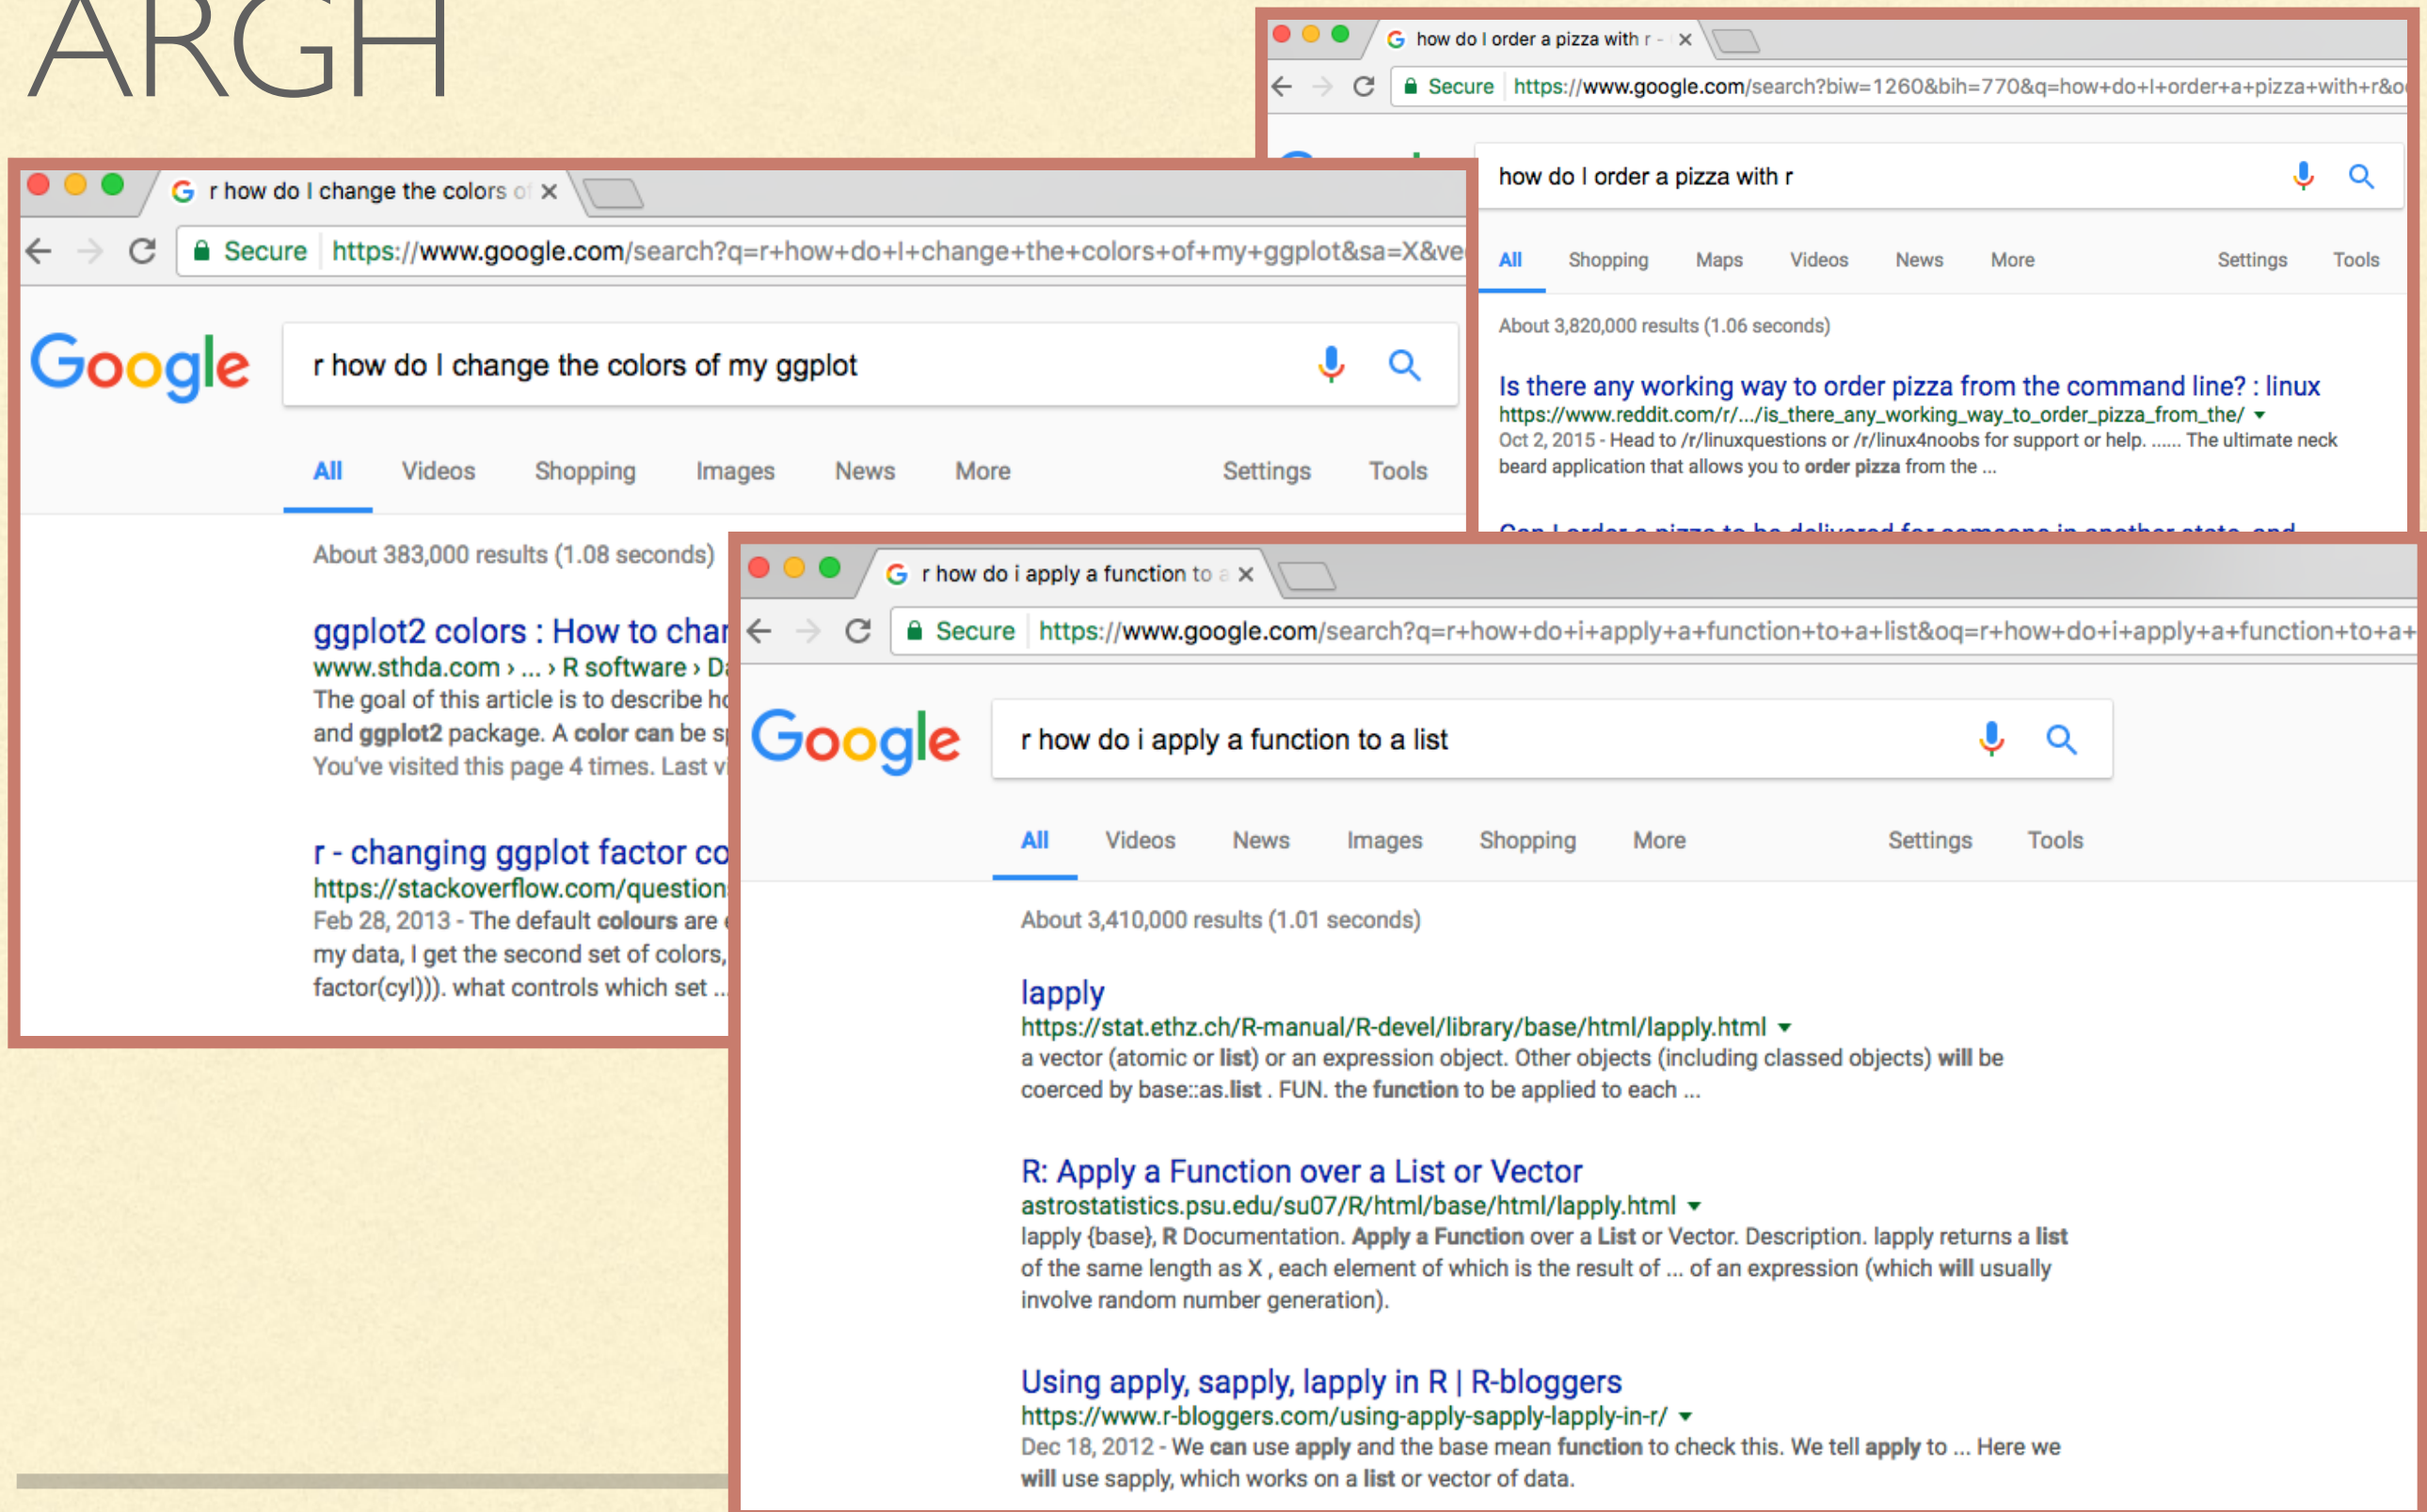 ARGH
how do I order a pizza with r -
Secure https://www.google.com/search?biw=1260&bih=770&q=how+do+I+order+a+pizza+with+r&o
how do I order a pizza with r
All Shopping Maps Videos News More Settings Tools
About 3,820,000 results (1.06 seconds)
Is there any working way to order pizza from the command line? : linux
https://www.reddit.com/r/.../is_there_any_working_way_to_order_pizza_from_the/
Oct 2, 2015 - Head to /r/linuxquestions or /r/linux4noobs for support or help. ...... The ultimate neck
beard application that allows you to order pizza from the ...
Can I order a pizza to be delivered for someone in another state, and
r how do I change the colors of
Secure https://www.google.com/search?q=r+how+do+I+change+the+colors+of+my+ggplot&sa=X&ve
Google r how do I change the colors of my ggplot
All Videos Shopping Images News More Settings Tools
About 383,000 results (1.08 seconds)
ggplot2 colors : How to char
www.sthda.com › ... › R software › Da
The goal of this article is to describe ho
and ggplot2 package. A color can be sp
You've visited this page 4 times. Last vi
r - changing ggplot factor co
https://stackoverflow.com/question
Feb 28, 2013 - The default colours are e
my data, I get the second set of colors,
factor(cyl))). what controls which set ...
r how do i apply a function to a
Secure https://www.google.com/search?q=r+how+do+i+apply+a+function+to+a+list&oq=r+how+do+i+apply+a+function+to+a+
Google r how do i apply a function to a list
All Videos News Images Shopping More Settings Tools
About 3,410,000 results (1.01 seconds)
lapply
https://stat.ethz.ch/R-manual/R-devel/library/base/html/lapply.html
a vector (atomic or list) or an expression object. Other objects (including classed objects) will be
coerced by base::as.list . FUN. the function to be applied to each ...
R: Apply a Function over a List or Vector
astrostatistics.psu.edu/su07/R/html/base/html/lapply.html
lapply {base}, R Documentation. Apply a Function over a List or Vector. Description. lapply returns a list
of the same length as X , each element of which is the result of ... of an expression (which will usually
involve random number generation).
Using apply, sapply, lapply in R | R-bloggers
https://www.r-bloggers.com/using-apply-sapply-lapply-in-r/
Dec 18, 2012 - We can use apply and the base mean function to check this. We tell apply to ... Here we
will use sapply, which works on a list or vector of data.